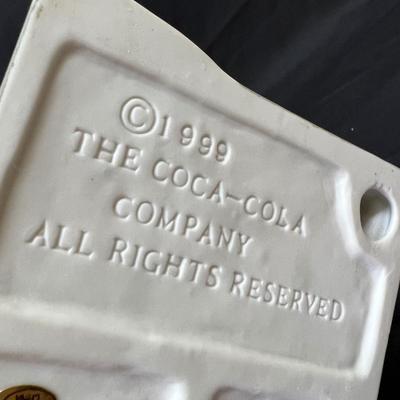 ©1999
THE COCA-COLA
COMPANY
ALL RIGHTS RESERVED